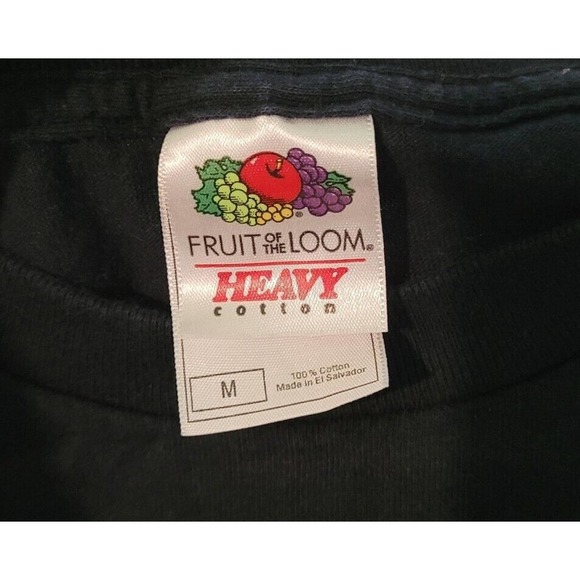 FRUIT OF THE LOOM®
HEAVY
cotton
M
100% Cotton
Made in El Salvador